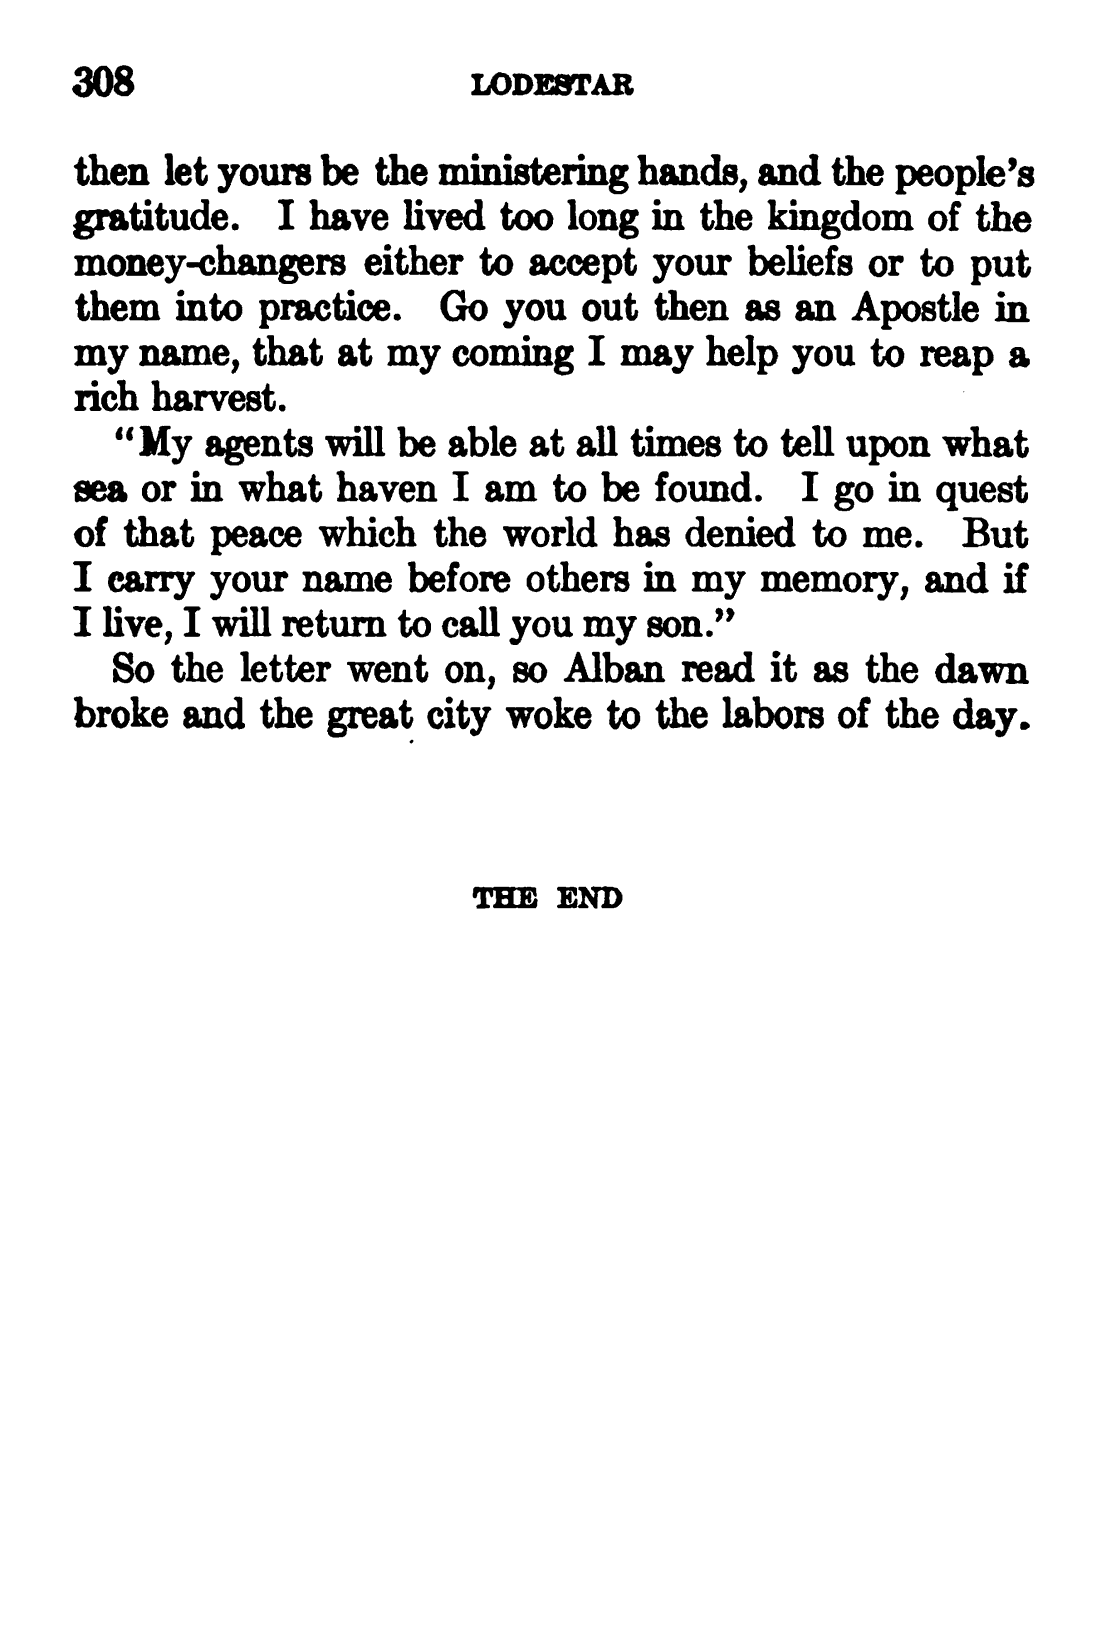 308 LODESTAR
then let yours be the ministering hands, and the people's
gratitude. I have lived too long in the kingdom of the
money-changers either to accept your beliefs or to put
them into practice. Go you out then as an Apostle in
my name, that at my coming I may help you to reap a
rich harvest.
"My agents will be able at all times to tell upon what
sea or in what haven I am to be found. I go in quest
of that peace which the world has denied to me. But
I carry your name before others in my memory, and if
I live, I will return to call you my son."
So the letter went on, so Alban read it as the dawn
broke and the great city woke to the labors of the day.
THE END